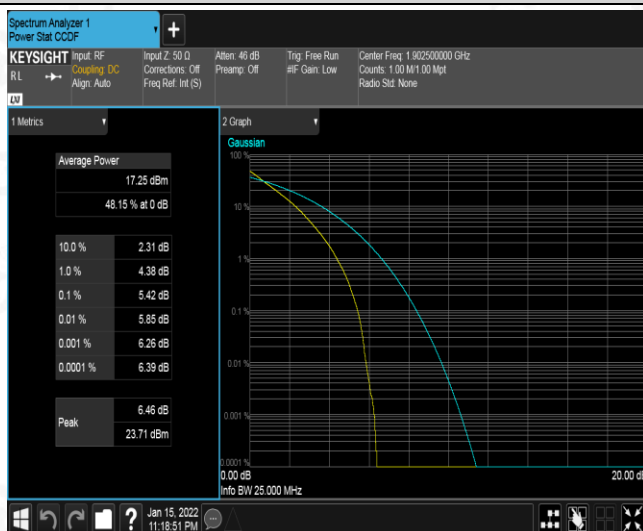 Spectrum Analyzer 1
Power Stat CCDF
+
KEYSIGHT
RL
LXI
Input: RF
Coupling: DC
Align: Auto
Input Z: 50 Ω
Corrections: Off
Freq Ref: Int (S)
Atten: 46 dB
Preamp: Off
Trig: Free Run
#IF Gain: Low
Center Freq: 1.902500000 GHz
Counts: 1.00 M/1.00 Mpt
Radio Std: None
1 Metrics
Average Power
17.25 dBm
48.15 % at 0 dB
10.0 % 2.31 dB
1.0 % 4.38 dB
0.1 % 5.42 dB
0.01 % 5.85 dB
0.001 % 6.26 dB
0.0001 % 6.39 dB
Peak
6.46 dB
23.71 dBm
2 Graph
Gaussian
100 %
10 %
1 %
0.1 %
0.01 %
0.001 %
0.0001 %
0.00 dB
20.00 dB
Info BW 25.000 MHz
?
Jan 15, 2022
11:18:51 PM